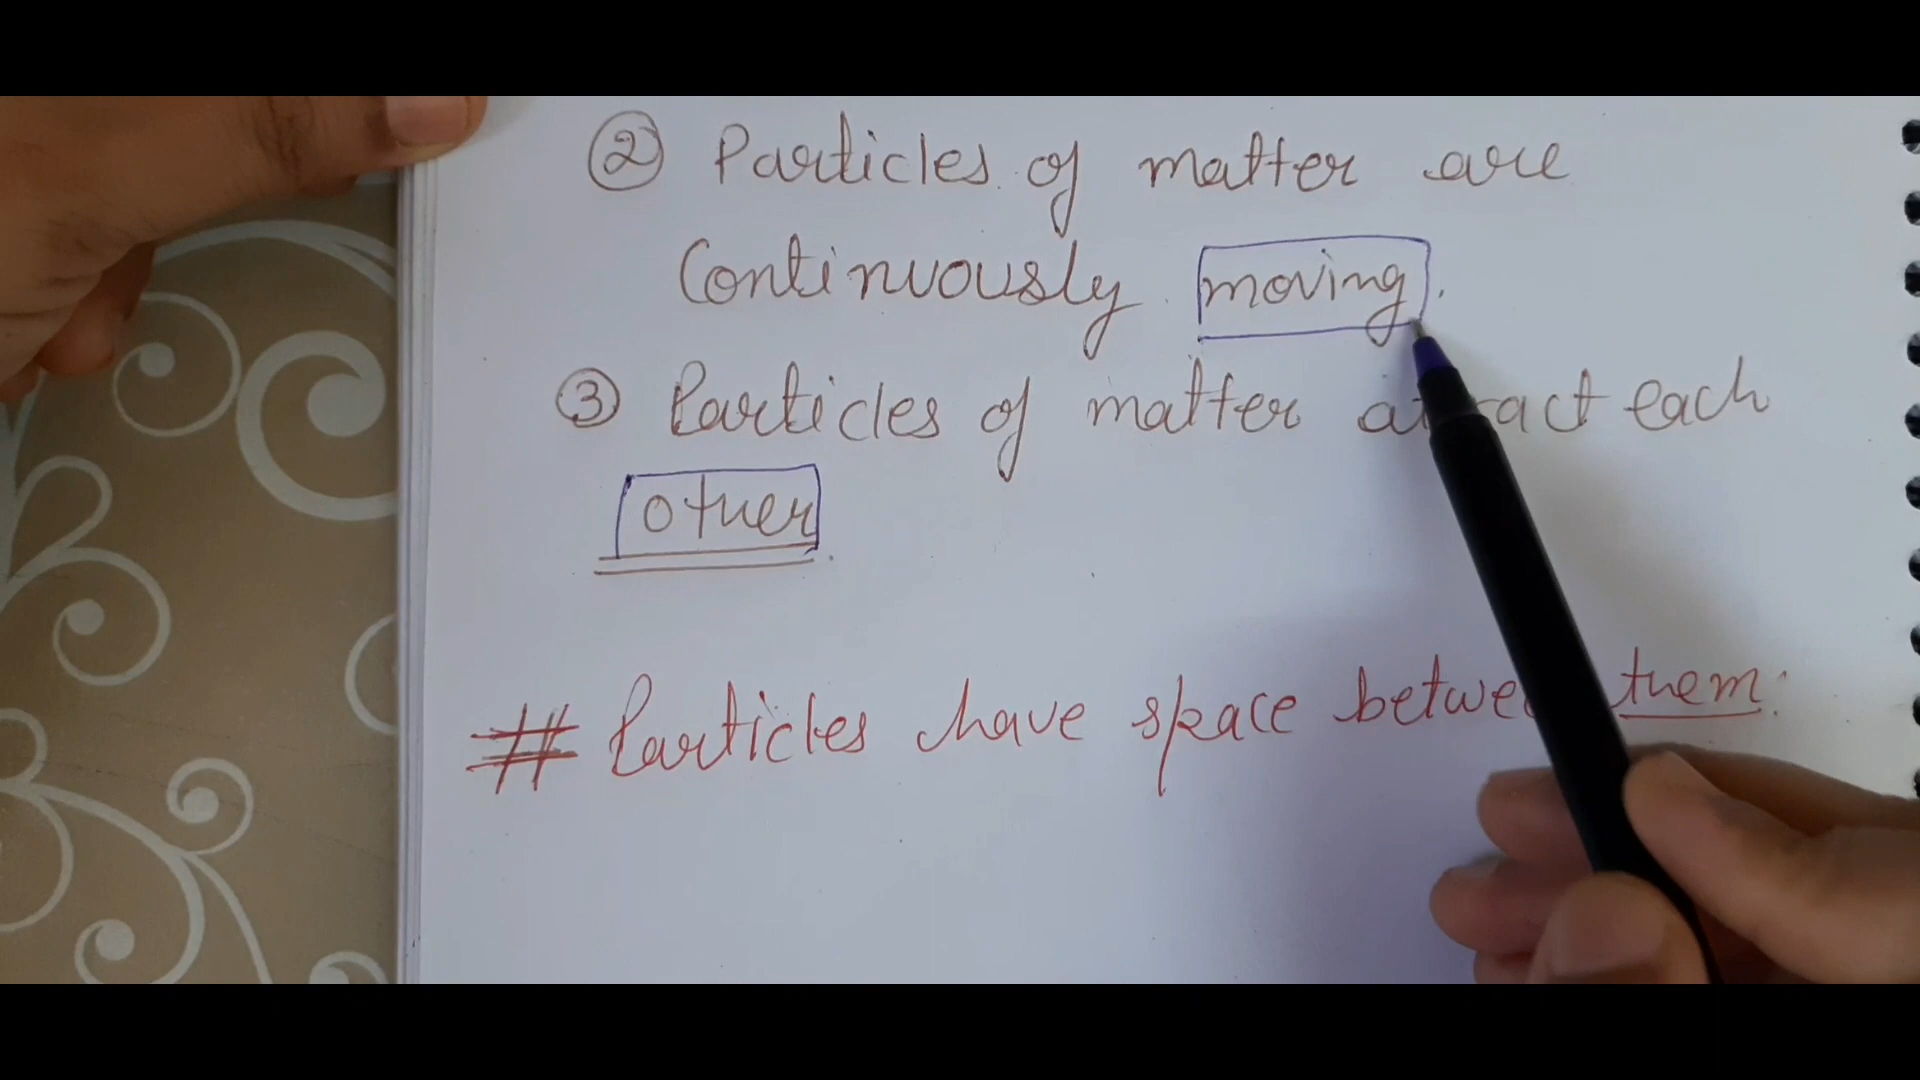 ② Particles of matter are
Continuously moving.
③ Particles of matter attract each
other.
# Particles have space between them.